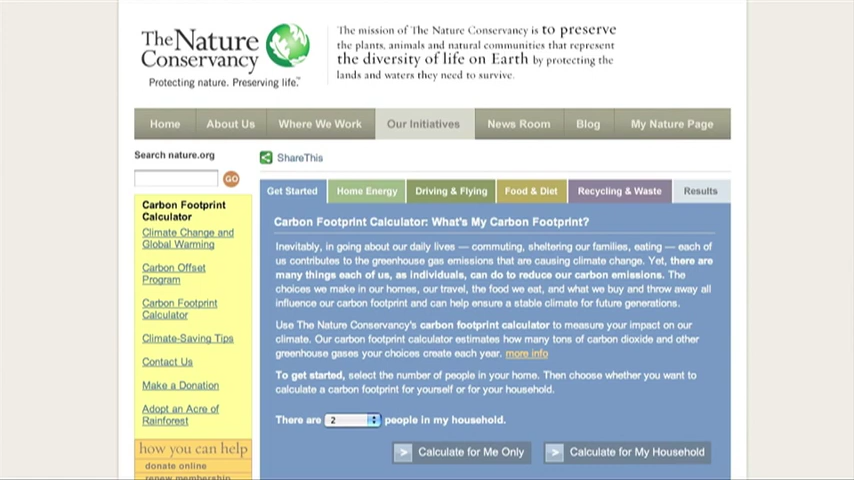 The Nature
Conservancy
Protecting nature. Preserving life.™
The mission of The Nature Conservancy is to preserve
the plants, animals and natural communities that represent
the diversity of life on Earth by protecting the
lands and waters they need to survive.
Home About Us Where We Work Our Initiatives News Room Blog My Nature Page
Search nature.org
GO
ShareThis
Carbon Footprint
Calculator
Climate Change and
Global Warming
Carbon Offset
Program
Carbon Footprint
Calculator
Climate-Saving Tips
Contact Us
Make a Donation
Adopt an Acre of
Rainforest
how you can help
donate online
renew membership
Get Started Home Energy Driving & Flying Food & Diet Recycling & Waste Results
Carbon Footprint Calculator: What's My Carbon Footprint?
Inevitably, in going about our daily lives — commuting, sheltering our families, eating — each of
us contributes to the greenhouse gas emissions that are causing climate change. Yet, there are
many things each of us, as individuals, can do to reduce our carbon emissions. The
choices we make in our homes, our travel, the food we eat, and what we buy and throw away all
influence our carbon footprint and can help ensure a stable climate for future generations.
Use The Nature Conservancy's carbon footprint calculator to measure your impact on our
climate. Our carbon footprint calculator estimates how many tons of carbon dioxide and other
greenhouse gases your choices create each year. more info
To get started, select the number of people in your home. Then choose whether you want to
calculate a carbon footprint for yourself or for your household.
There are 2 people in my household.
Calculate for Me Only Calculate for My Household